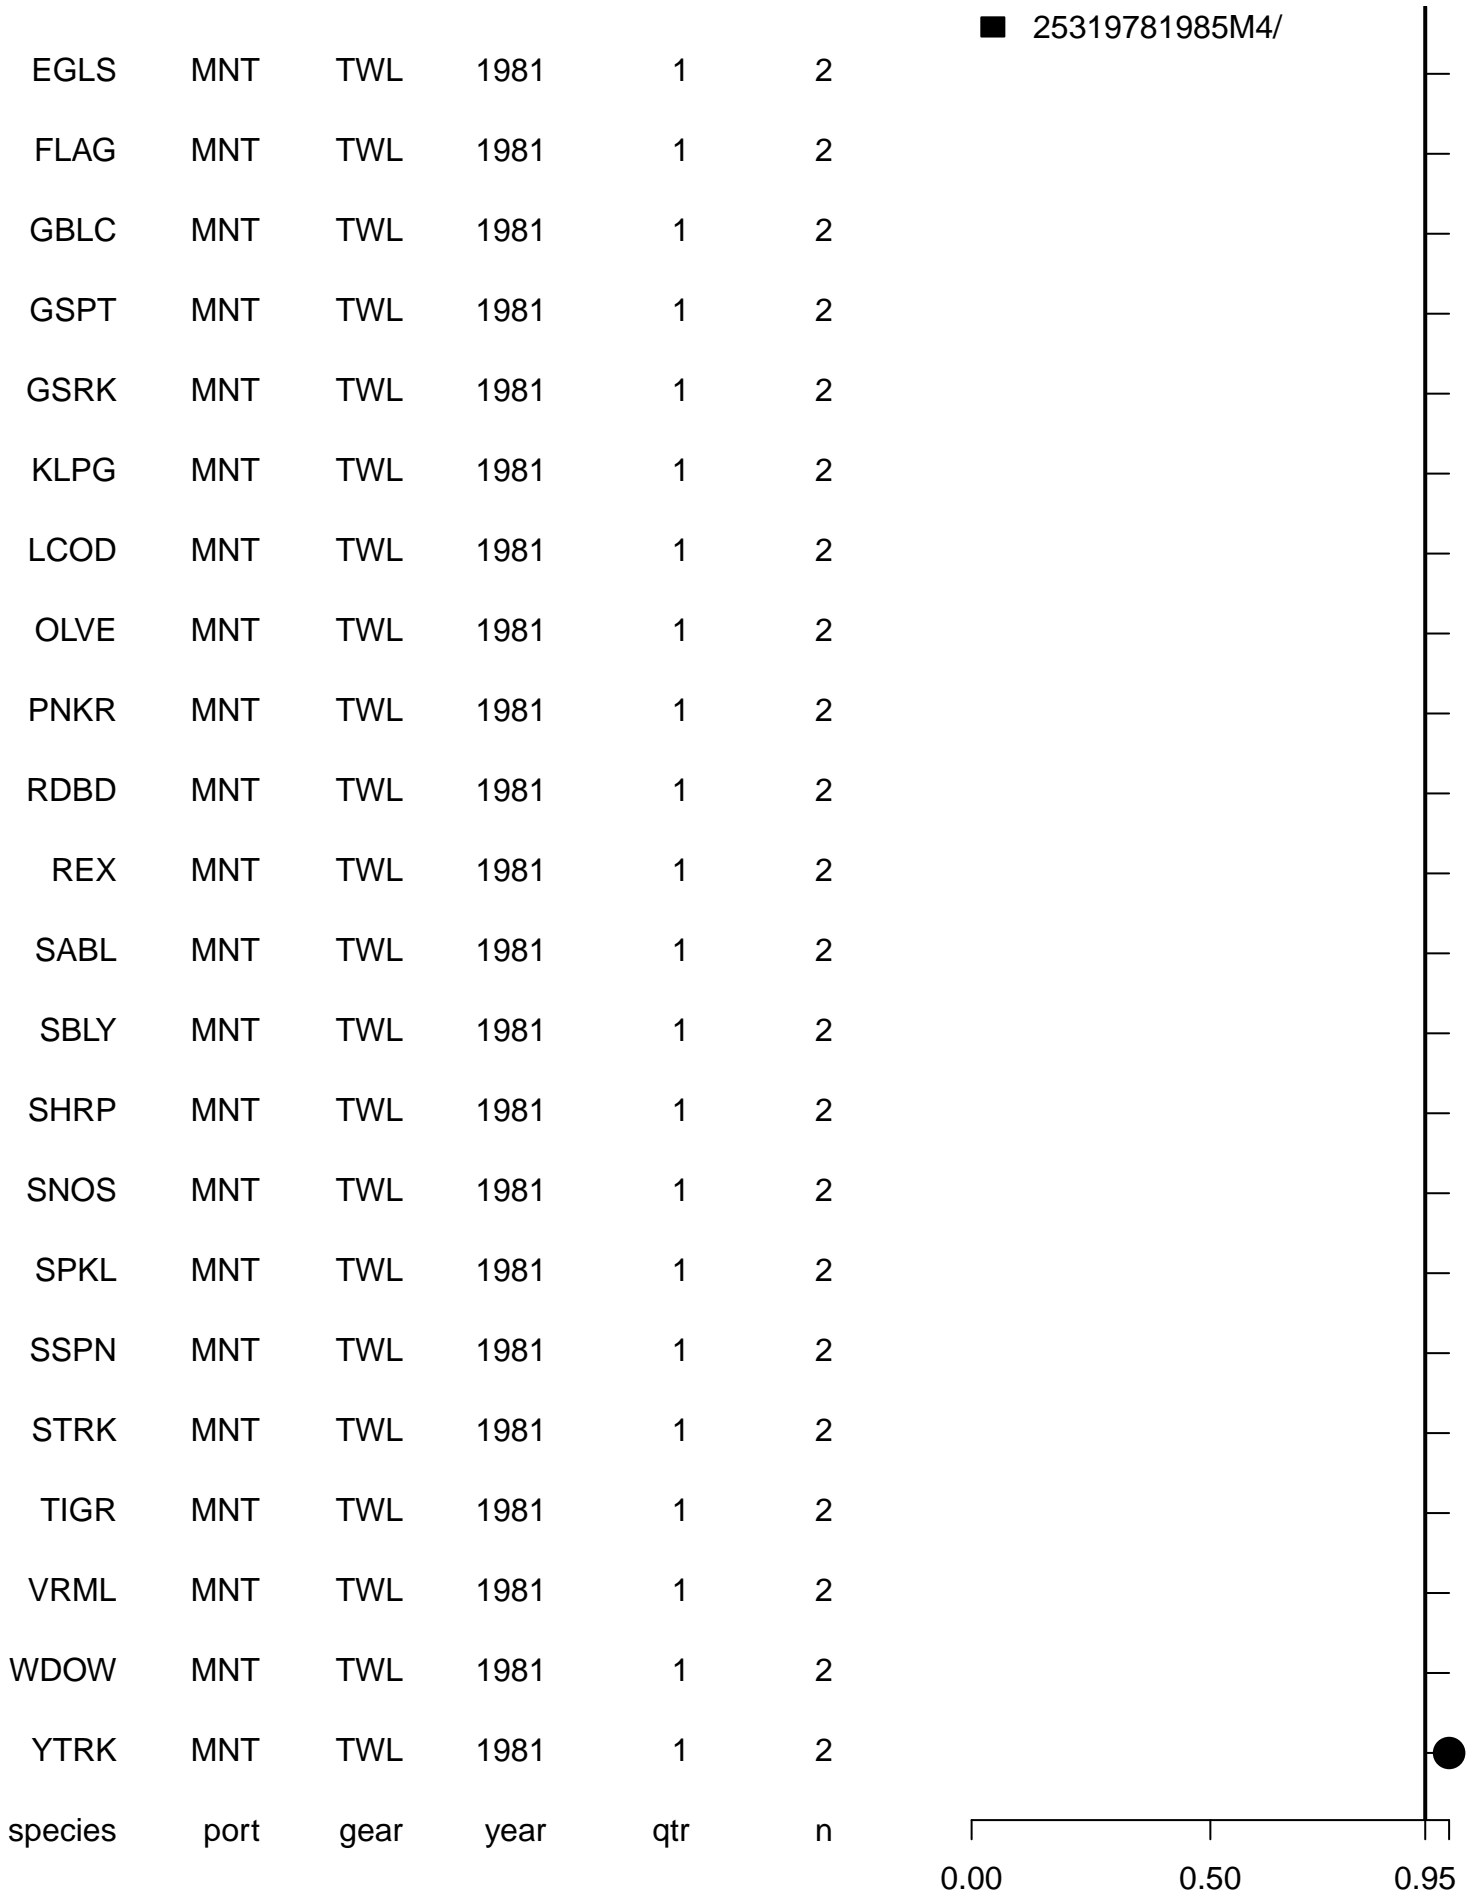 25319781985M4/
EGLS MNT TWL 1981 1 2
FLAG MNT TWL 1981 1 2
GBLC MNT TWL 1981 1 2
GSPT MNT TWL 1981 1 2
GSRK MNT TWL 1981 1 2
KLPG MNT TWL 1981 1 2
LCOD MNT TWL 1981 1 2
OLVE MNT TWL 1981 1 2
PNKR MNT TWL 1981 1 2
RDBD MNT TWL 1981 1 2
REX MNT TWL 1981 1 2
SABL MNT TWL 1981 1 2
SBLY MNT TWL 1981 1 2
SHRP MNT TWL 1981 1 2
SNOS MNT TWL 1981 1 2
SPKL MNT TWL 1981 1 2
SSPN MNT TWL 1981 1 2
STRK MNT TWL 1981 1 2
TIGR MNT TWL 1981 1 2
VRML MNT TWL 1981 1 2
WDOW MNT TWL 1981 1 2
YTRK MNT TWL 1981 1 2
species port gear year qtr n
0.00 0.50 0.95